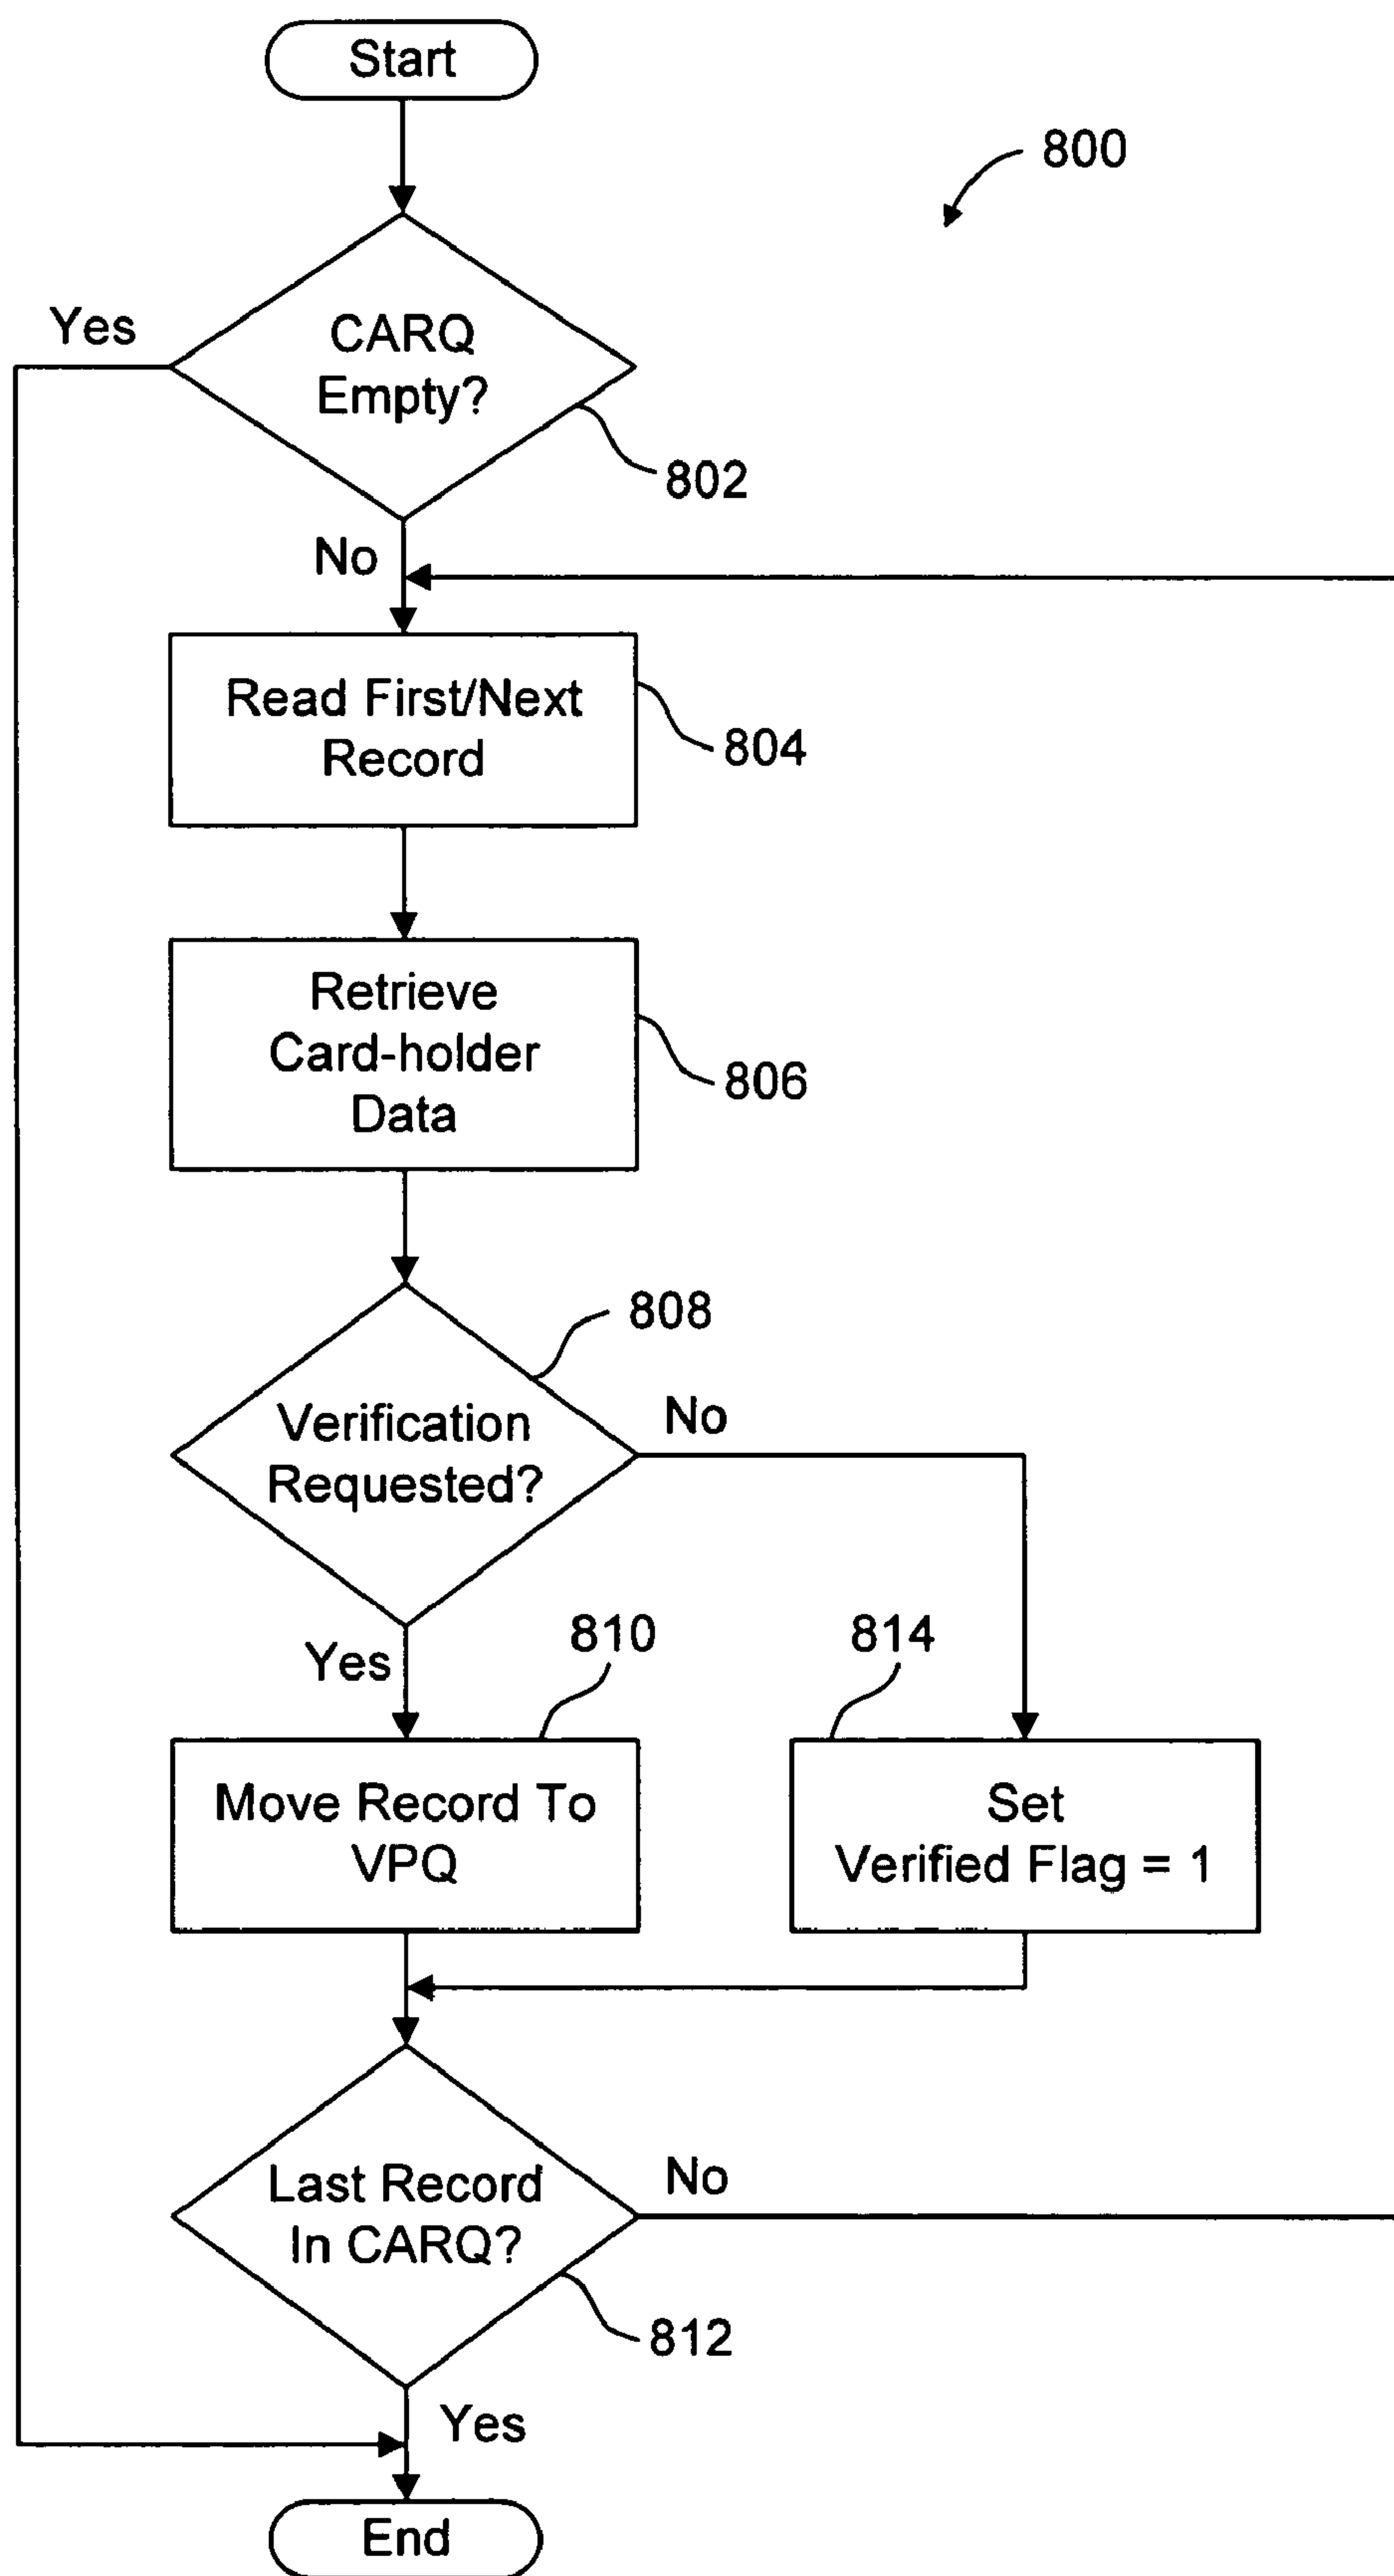 Start
800
Yes
CARQ
Empty?
802
No
Read First/Next
Record
804
Retrieve
Card-holder
Data
806
808
Verification
Requested?
No
Yes
810
814
Move Record To
VPQ
Set
Verified Flag = 1
Last Record
In CARQ?
No
812
Yes
End